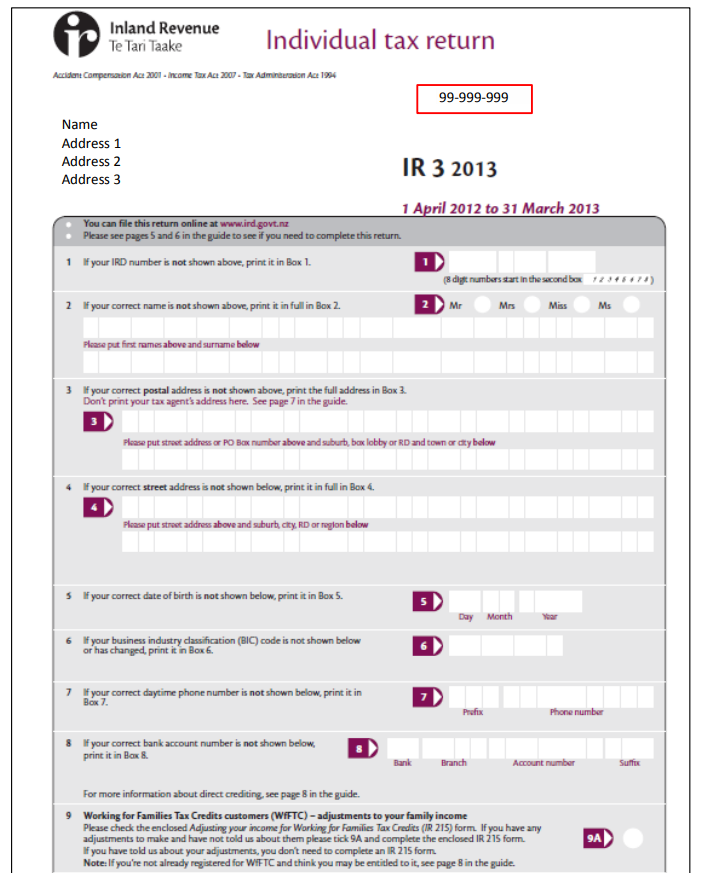 Inland Revenue
Te Tari Taake
Individual tax return
Accident Compensation Act 2001 • Income Tax Act 2007 • Tax Administration Act 1994
99-999-999
Name
Address 1
Address 2
Address 3
IR 3 2013
1 April 2012 to 31 March 2013
You can file this return online at www.ird.govt.nz
Please see pages 5 and 6 in the guide to see if you need to complete this return.
1 If your IRD number is not shown above, print it in Box 1.
1
(8 digit numbers start in the second box 1 2 3 4 5 6 7 8 )
2 If your correct name is not shown above, print it in full in Box 2.
2 Mr Mrs Miss Ms
Please put first names above and surname below
3 If your correct postal address is not shown above, print the full address in Box 3.
Don't print your tax agent's address here. See page 7 in the guide.
3
Please put street address or PO Box number above and suburb, box lobby or RD and town or city below
4 If your correct street address is not shown below, print it in full in Box 4.
4
Please put street address above and suburb, city, RD or region below
5 If your correct date of birth is not shown below, print it in Box 5.
5
Day Month Year
6 If your business industry classification (BIC) code is not shown below
or has changed, print it in Box 6.
6
7 If your correct daytime phone number is not shown below, print it in
Box 7.
7
Prefix Phone number
8 If your correct bank account number is not shown below,
print it in Box 8.
8
Bank Branch Account number Suffix
For more information about direct crediting, see page 8 in the guide.
9 Working for Families Tax Credits customers (WfFTC) – adjustments to your family income
Please check the enclosed Adjusting your income for Working for Families Tax Credits (IR 215) form. If you have any
adjustments to make and have not told us about them please tick 9A and complete the enclosed IR 215 form.
If you have told us about your adjustments, you don't need to complete an IR 215 form.
Note: If you're not already registered for WfFTC and think you may be entitled to it, see page 8 in the guide.
9A